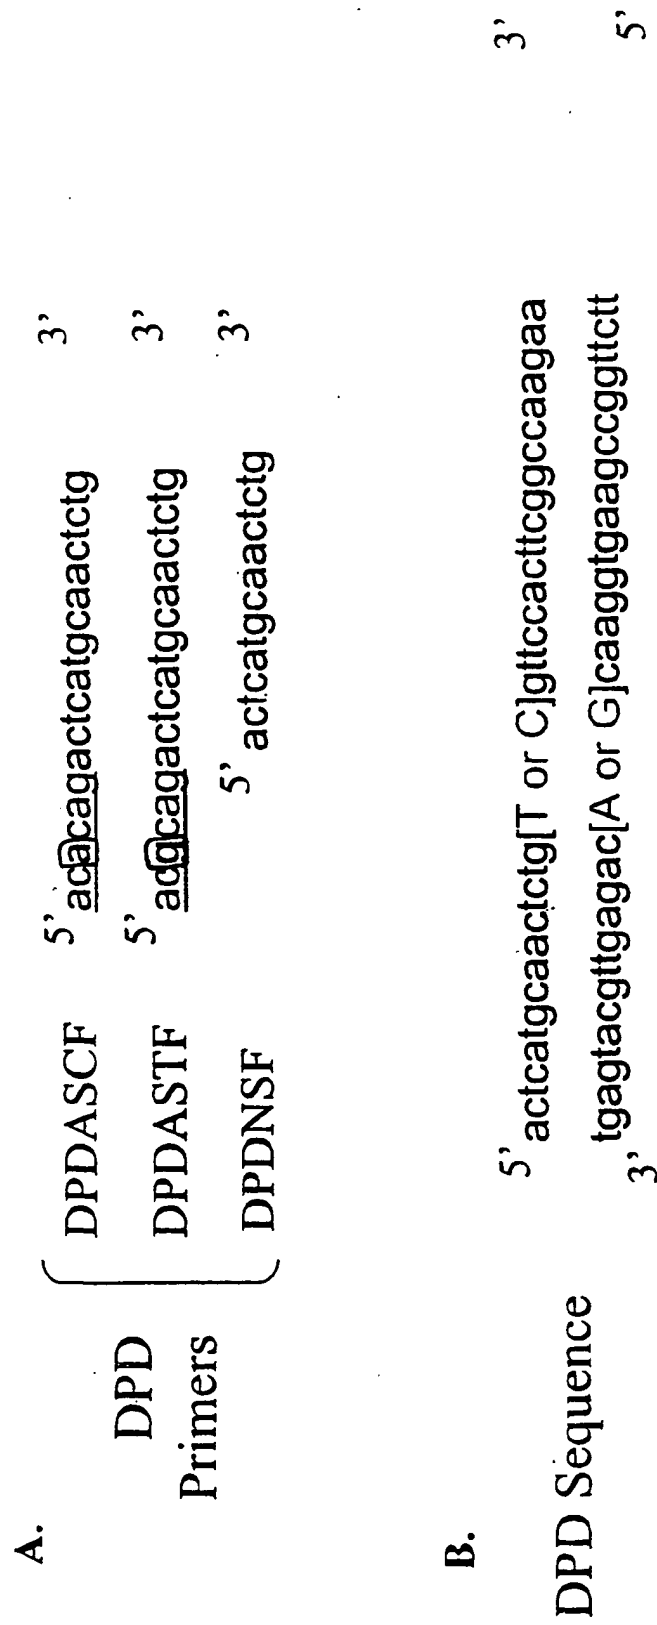 A.
DPD Primers
DPDASCF 5' acacagactcatgcaactctg 3'
DPDASTF 5' acgcagactcatgcaactctg 3'
DPDNSF 5' actcatgcaactctg 3'
B.
DPD Sequence
5' actcatgcaactctg[T or C]gttccacttcggccaagaa 3'
3' tgagtacgttgagac[A or G]caaggtgaagccggttctt 5'